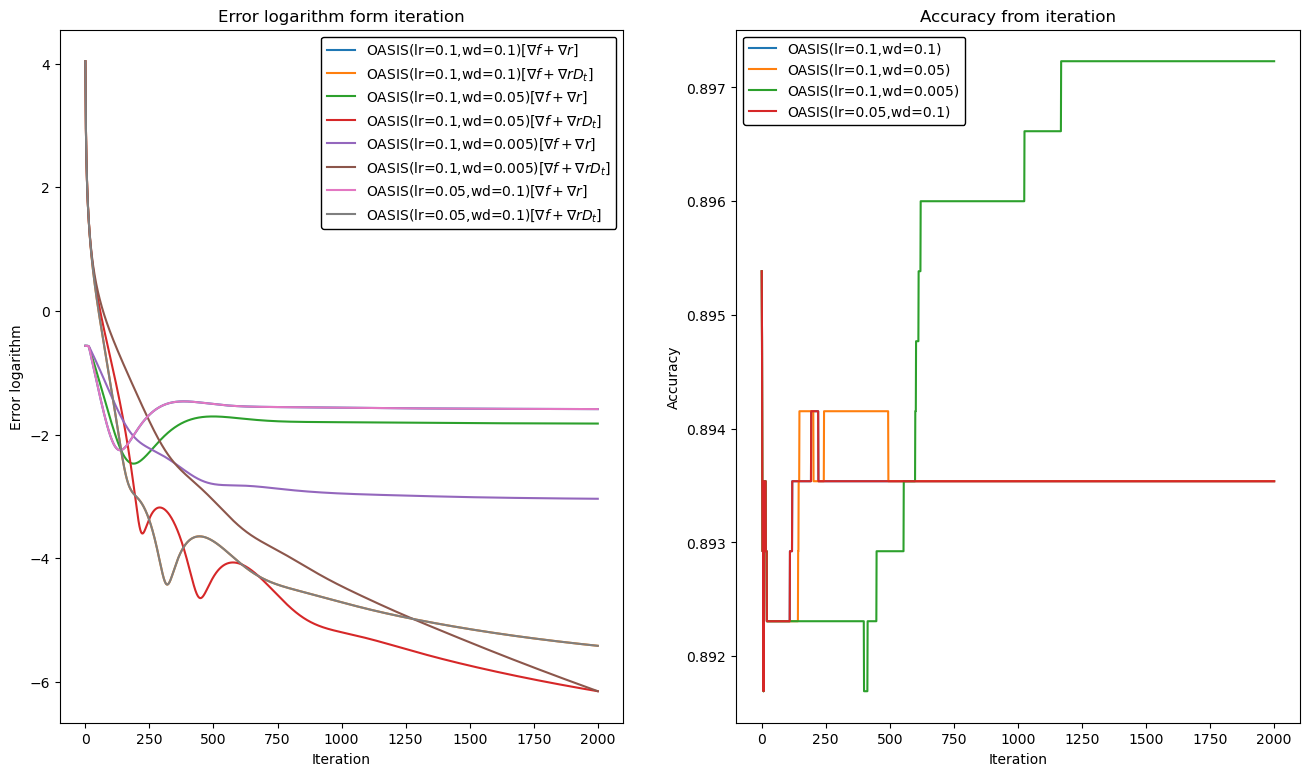 Error logarithm form iteration
4
2
0
−2
−4
−6
Error logarithm
0
250
500
750
1000
1250
1500
1750
2000
Iteration
OASIS(lr=0.1,wd=0.1)[∇f + ∇r]
OASIS(lr=0.1,wd=0.1)[∇f + ∇rD_t]
OASIS(lr=0.1,wd=0.05)[∇f + ∇r]
OASIS(lr=0.1,wd=0.05)[∇f + ∇rD_t]
OASIS(lr=0.1,wd=0.005)[∇f + ∇r]
OASIS(lr=0.1,wd=0.005)[∇f + ∇rD_t]
OASIS(lr=0.05,wd=0.1)[∇f + ∇r]
OASIS(lr=0.05,wd=0.1)[∇f + ∇rD_t]
Accuracy from iteration
0.897
0.896
0.895
0.894
0.893
0.892
Accuracy
0
250
500
750
1000
1250
1500
1750
2000
Iteration
OASIS(lr=0.1,wd=0.1)
OASIS(lr=0.1,wd=0.05)
OASIS(lr=0.1,wd=0.005)
OASIS(lr=0.05,wd=0.1)